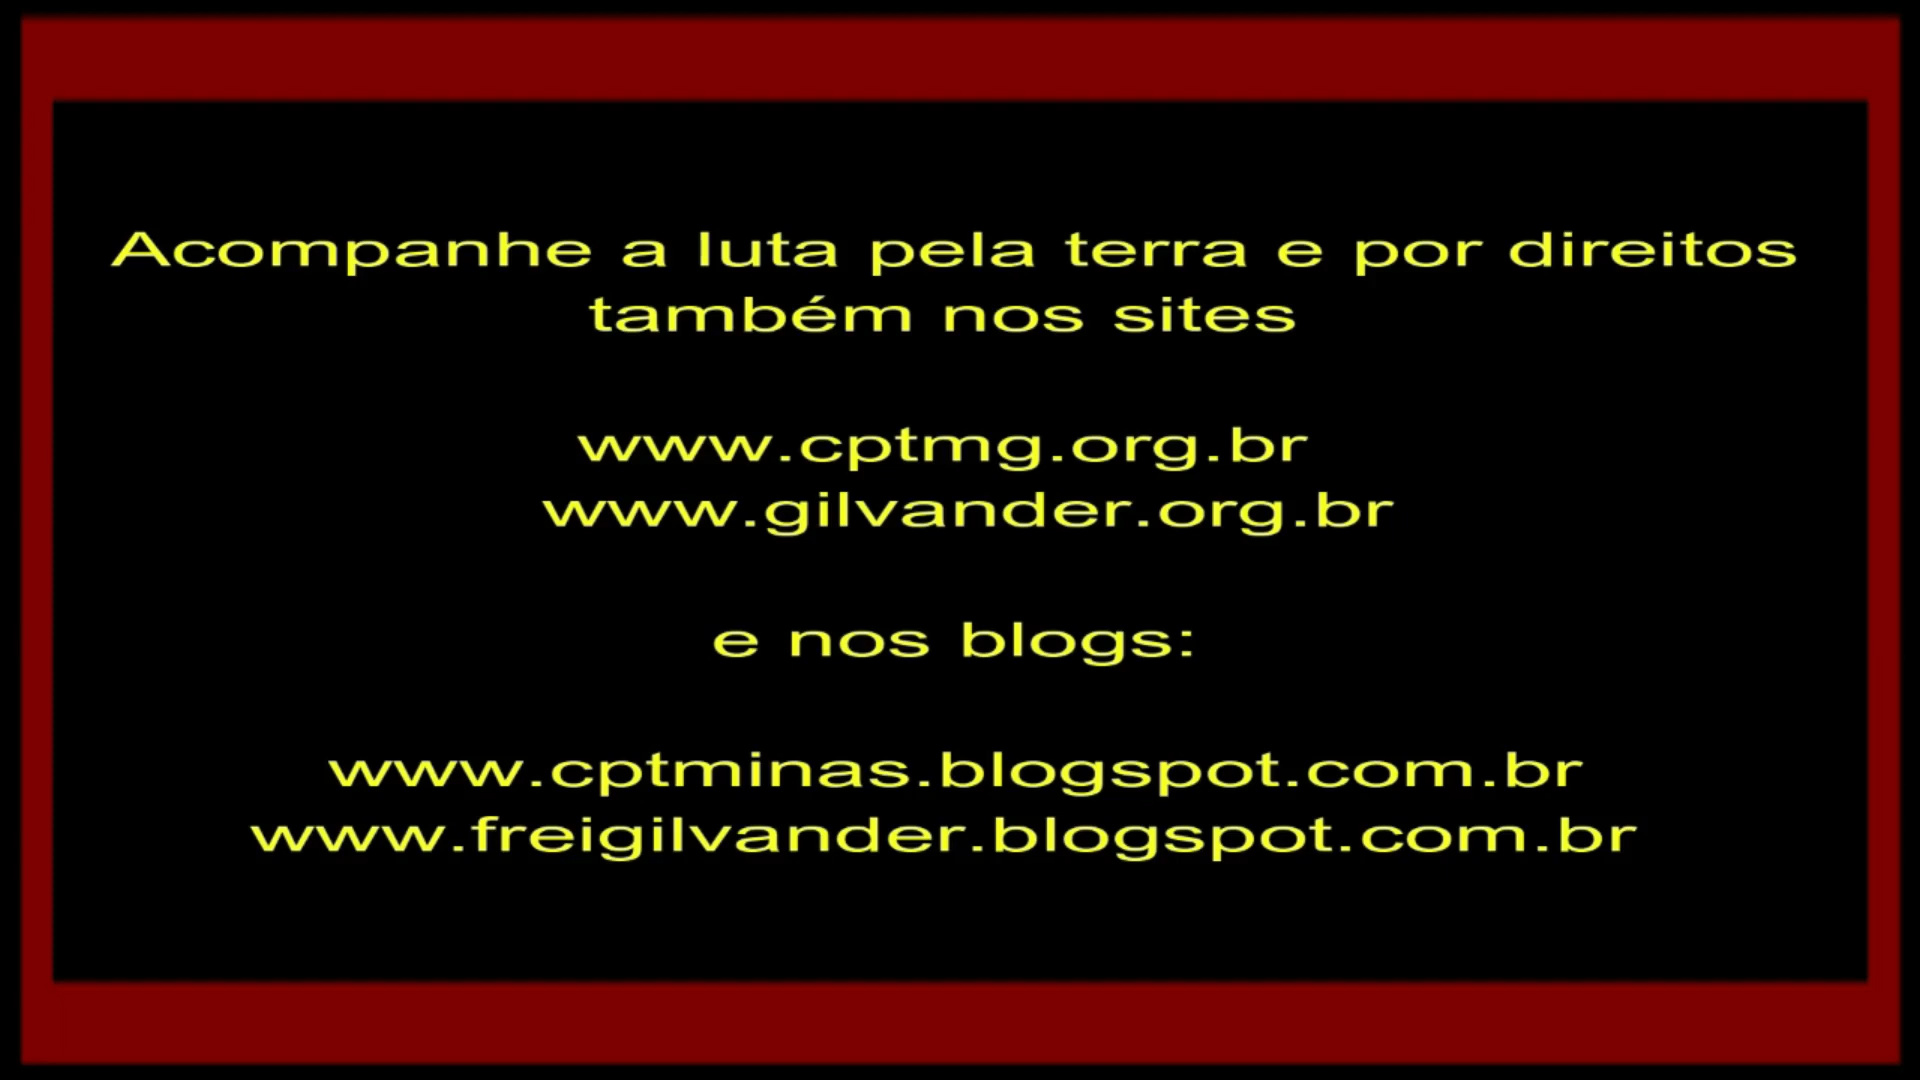 Acompanhe a luta pela terra e por direitos
também nos sites
www.cptmg.org.br
www.gilvander.org.br
e nos blogs:
www.cptminas.blogspot.com.br
www.freigilvander.blogspot.com.br